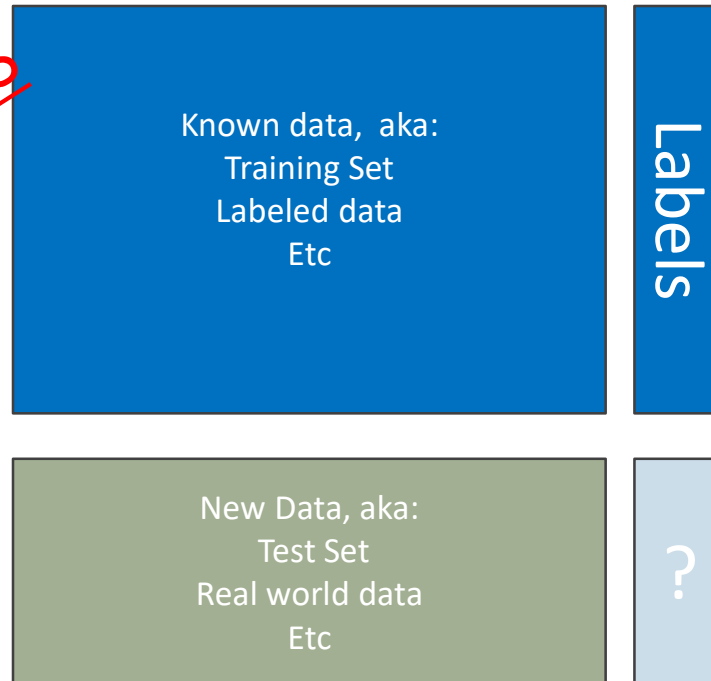 Known data, aka:
Training Set
Labeled data
Etc
Labels
New Data, aka:
Test Set
Real world data
Etc
?